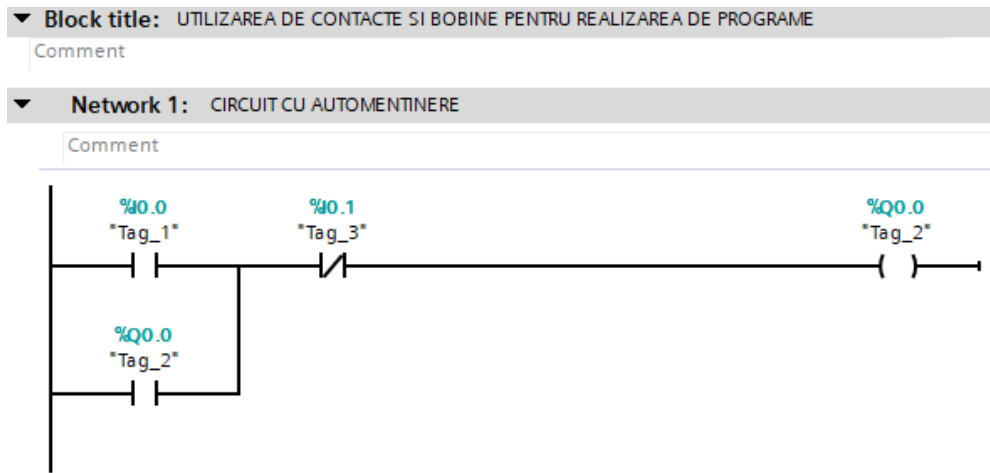 Block title: UTILIZAREA DE CONTACTE SI BOBINE PENTRU REALIZAREA DE PROGRAME
Comment
Network 1: CIRCUIT CU AUTOMENTINERE
Comment
%I0.0 %I0.1 %Q0.0
"Tag_1" "Tag_3" "Tag_2"
%Q0.0
"Tag_2"